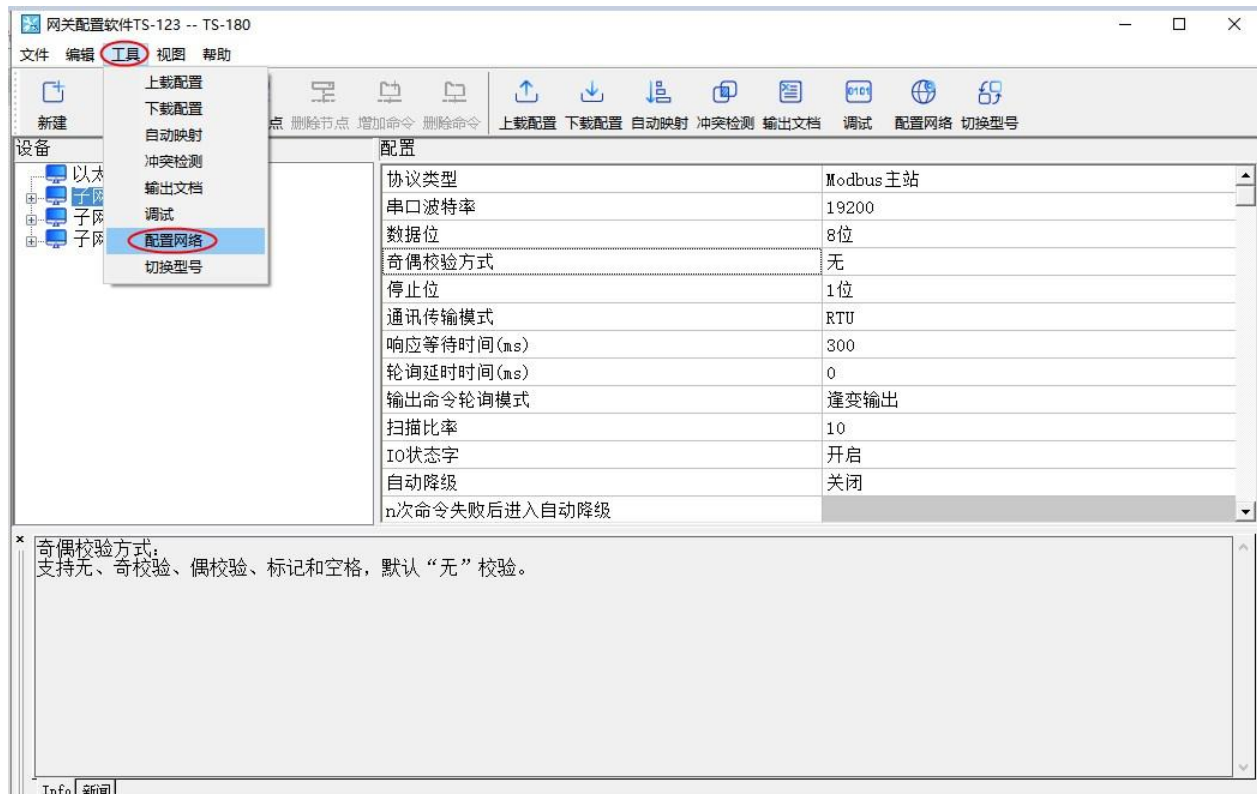 网关配置软件TS-123 -- TS-180
文件 编辑 工具 视图 帮助
上载配置
下载配置
自动映射
冲突检测
输出文档
调试
配置网络
切换型号
新建 点 删除节点 增加命令 删除命令 上载配置 下载配置 自动映射 冲突检测 输出文档 调试 配置网络 切换型号
设备
以太
子网
子网
子网
配置
协议类型 Modbus主站
串口波特率 19200
数据位 8位
奇偶校验方式 无
停止位 1位
通讯传输模式 RTU
响应等待时间(ms) 300
轮询延时时间(ms) 0
输出命令轮询模式 逢变输出
扫描比率 10
IO状态字 开启
自动降级 关闭
n次命令失败后进入自动降级
奇偶校验方式:
支持无、奇校验、偶校验、标记和空格，默认“无”校验。
Info 新闻